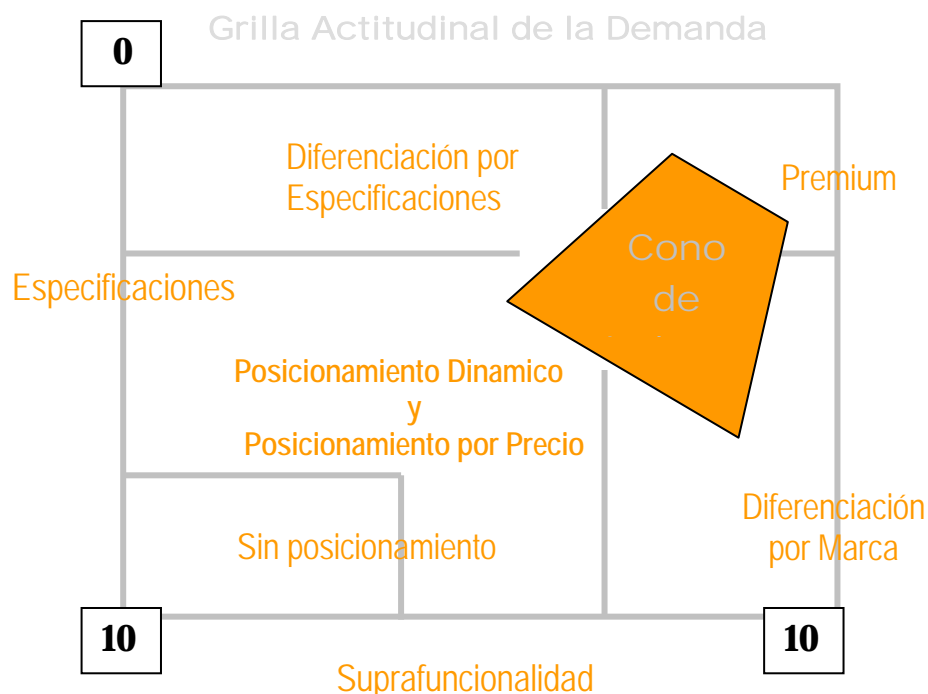 Grilla Actitudinal de la Demanda
0
Diferenciación por
Especificaciones
Premium
Cono
de
Especificaciones
Posicionamiento Dinamico
y
Posicionamiento por Precio
Diferenciación
por Marca
Sin posicionamiento
10
10
Suprafuncionalidad